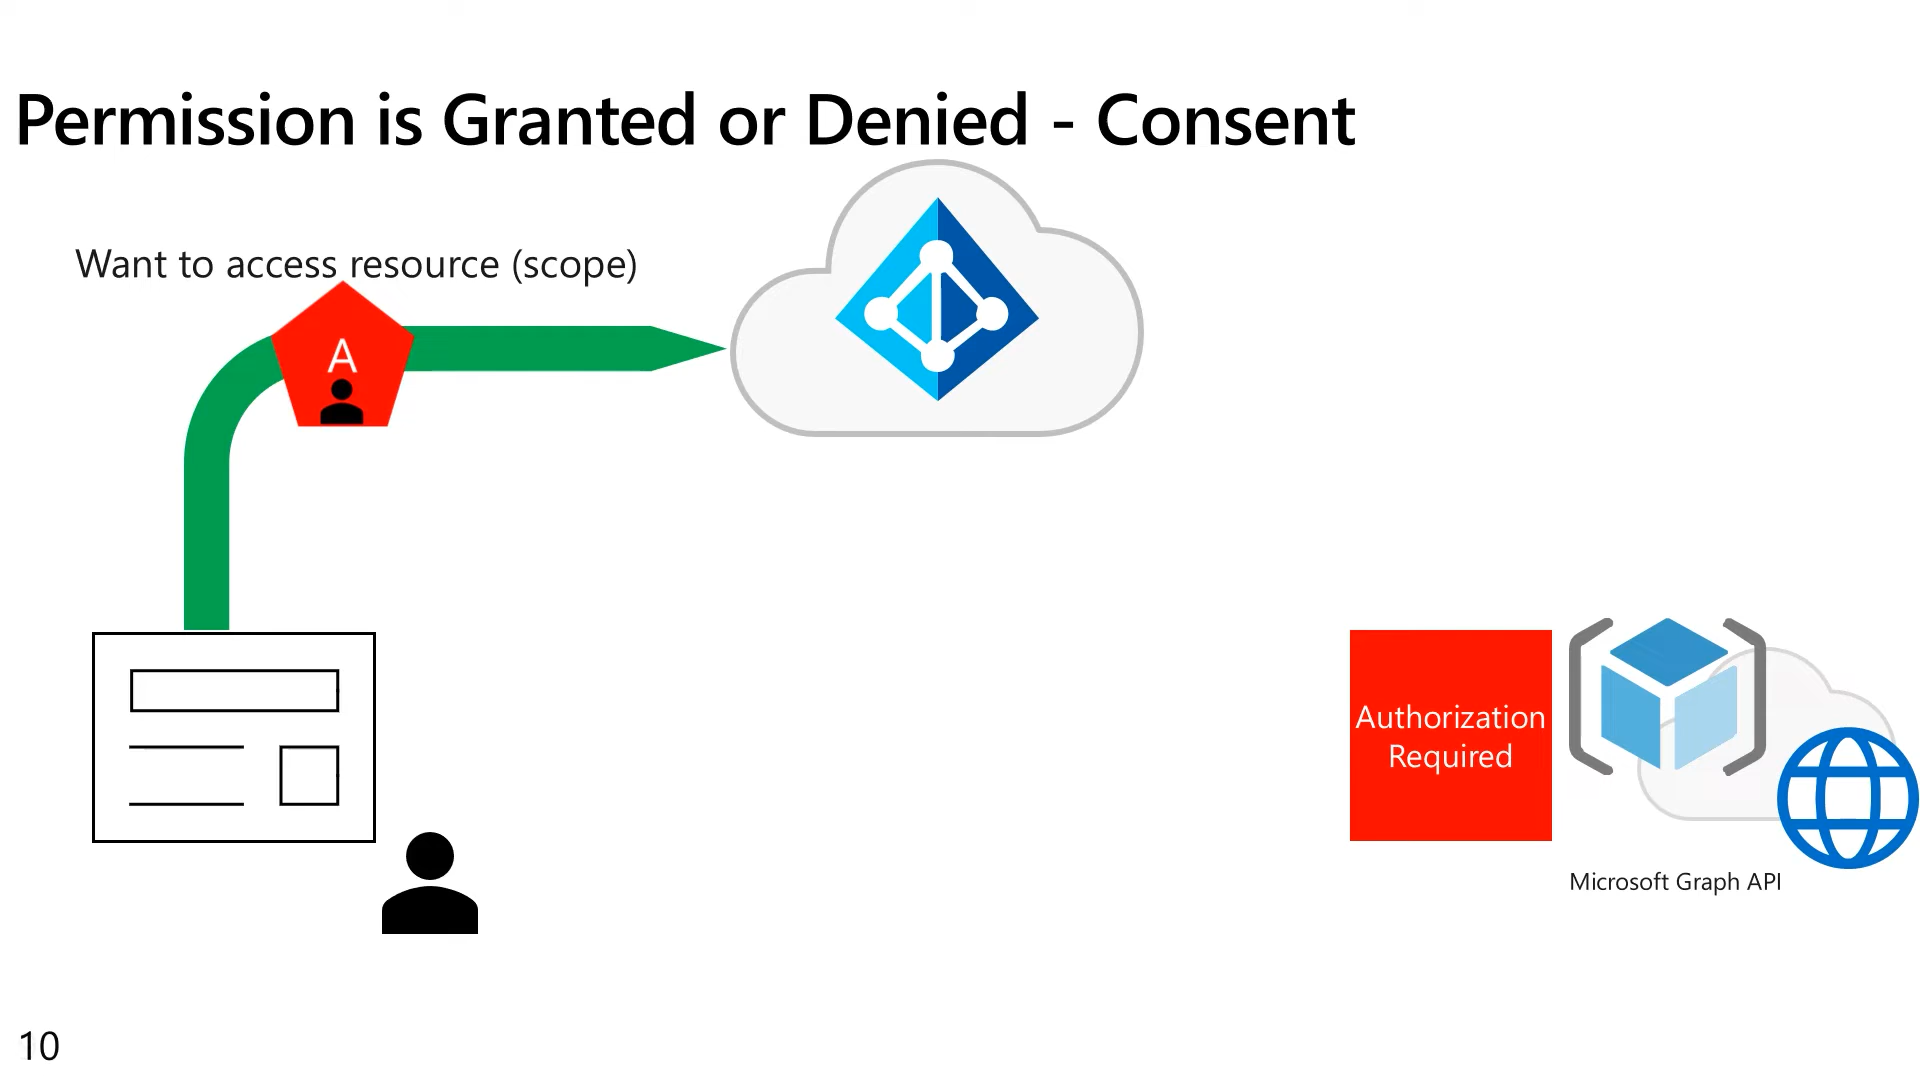 Permission is Granted or Denied - Consent
Want to access resource (scope)
A
Authorization
Required
Microsoft Graph API
10